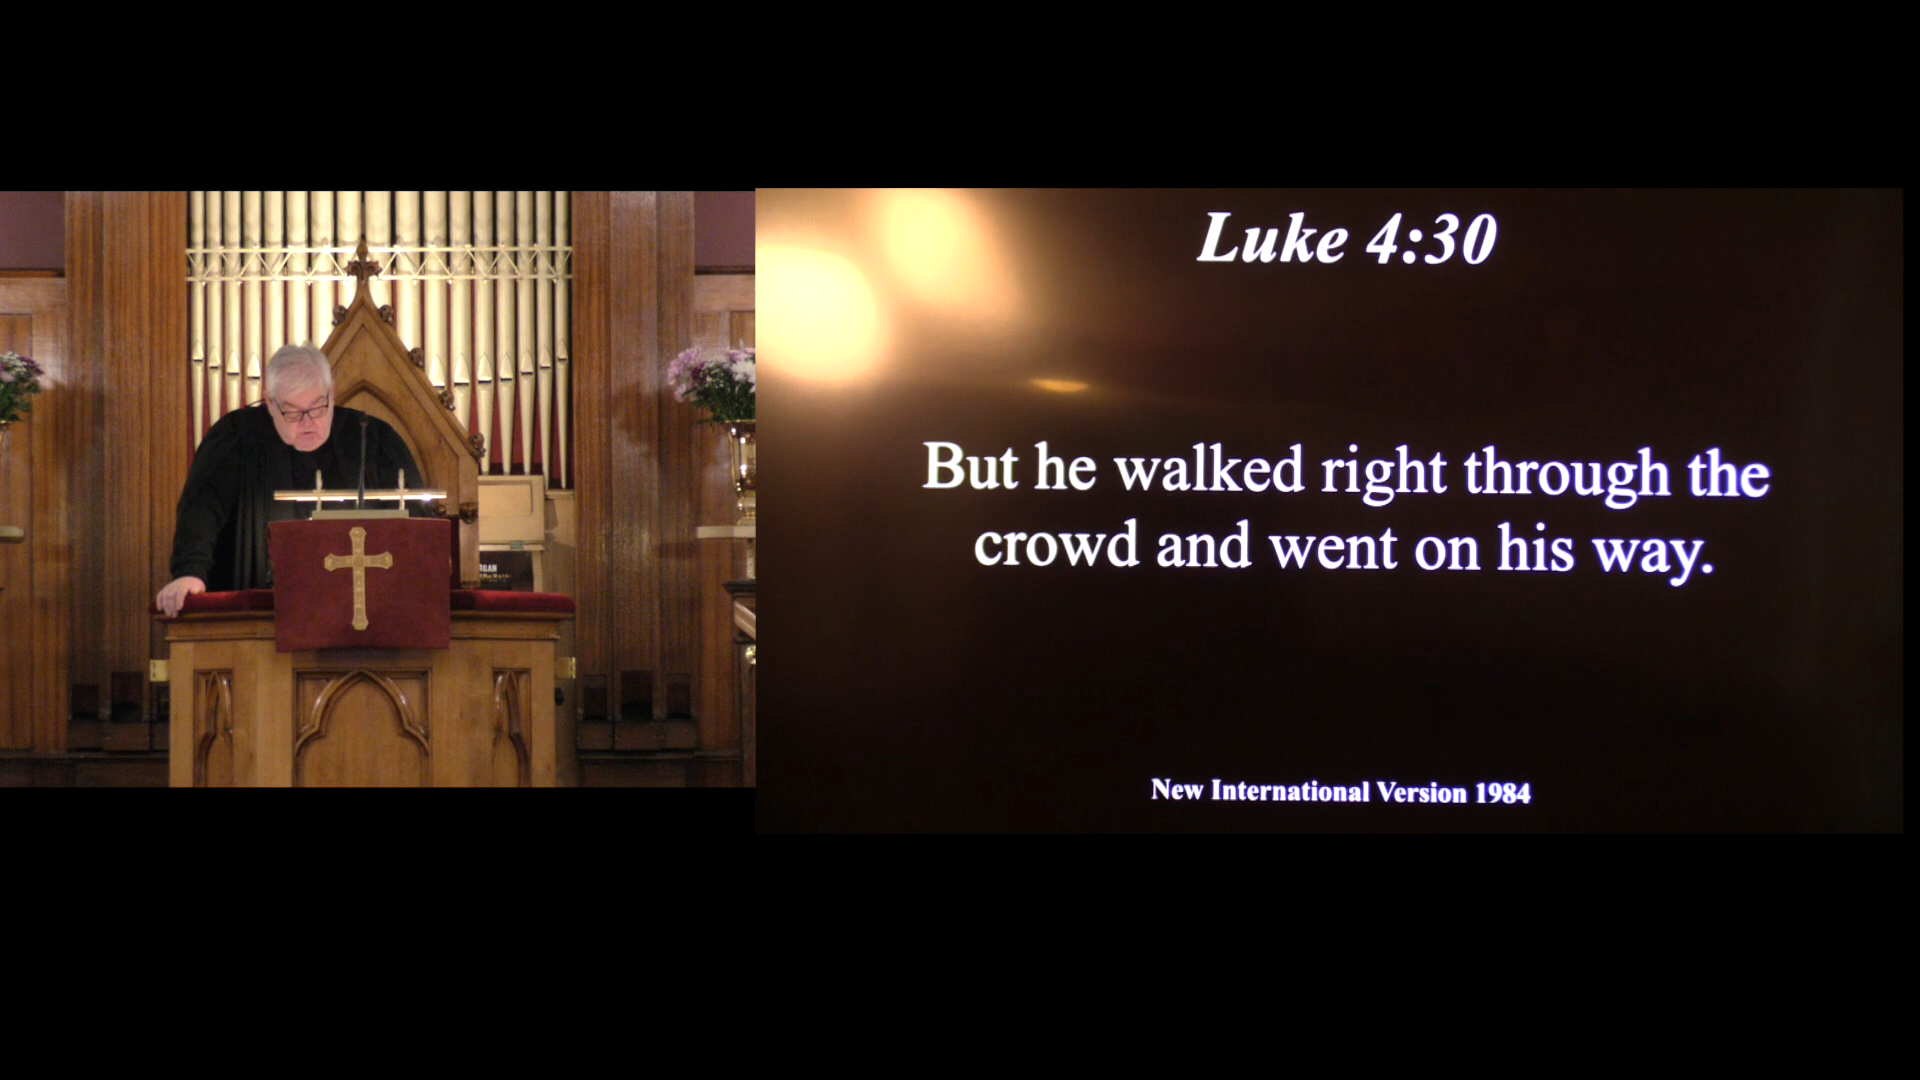 Luke 4:30
But he walked right through the
crowd and went on his way.
New International Version 1984